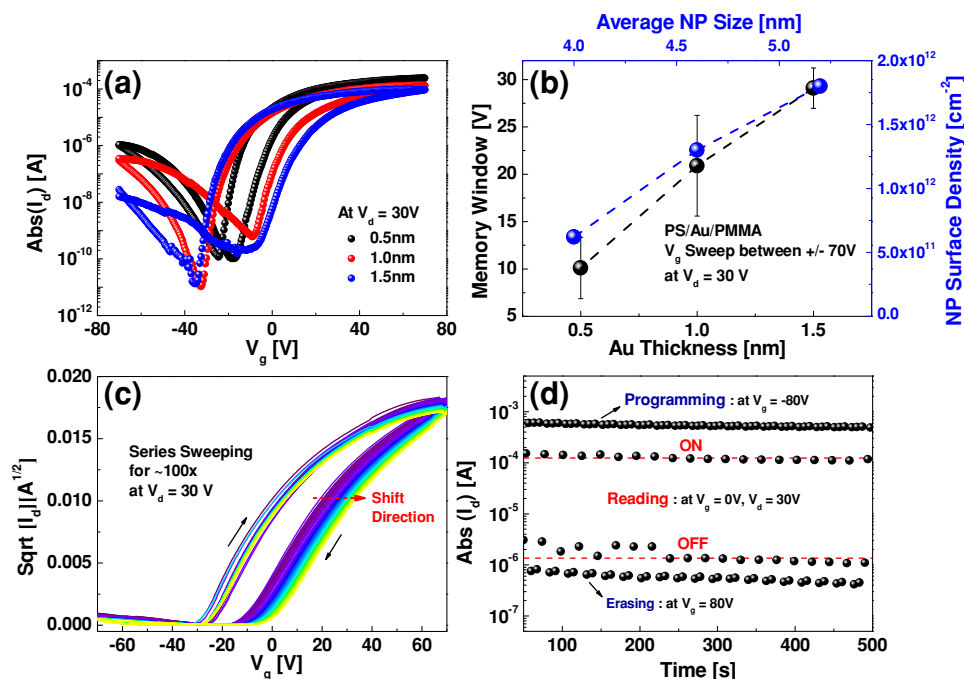 (a)
Abs(I_d) [A]
10^-4
10^-6
10^-8
10^-10
10^-12
At V_d = 30V
0.5nm
1.0nm
1.5nm
-80 -40 0 40 80
V_g [V]
Average NP Size [nm]
4.0 4.5 5.0
(b)
Memory Window [V]
30
25
20
15
10
5
PS/Au/PMMA
V_g Sweep between +/- 70V
at V_d = 30 V
2.0x10^12
1.5x10^12
1.0x10^12
5.0x10^11
0.0
NP Surface Density [cm^-2]
0.5 1.0 1.5
Au Thickness [nm]
(c)
Sqrt |I_d|[A^1/2]
0.020
0.015
0.010
0.005
0.000
Series Sweeping
for ~100x
at V_d = 30 V
Shift
Direction
-60 -40 -20 0 20 40 60
V_g [V]
(d)
Abs (I_d) [A]
10^-3
10^-4
10^-5
10^-6
10^-7
Programming : at V_g = -80V
ON
Reading : at V_g = 0V, V_d = 30V
OFF
Erasing : at V_g = 80V
100 200 300 400 500
Time [s]